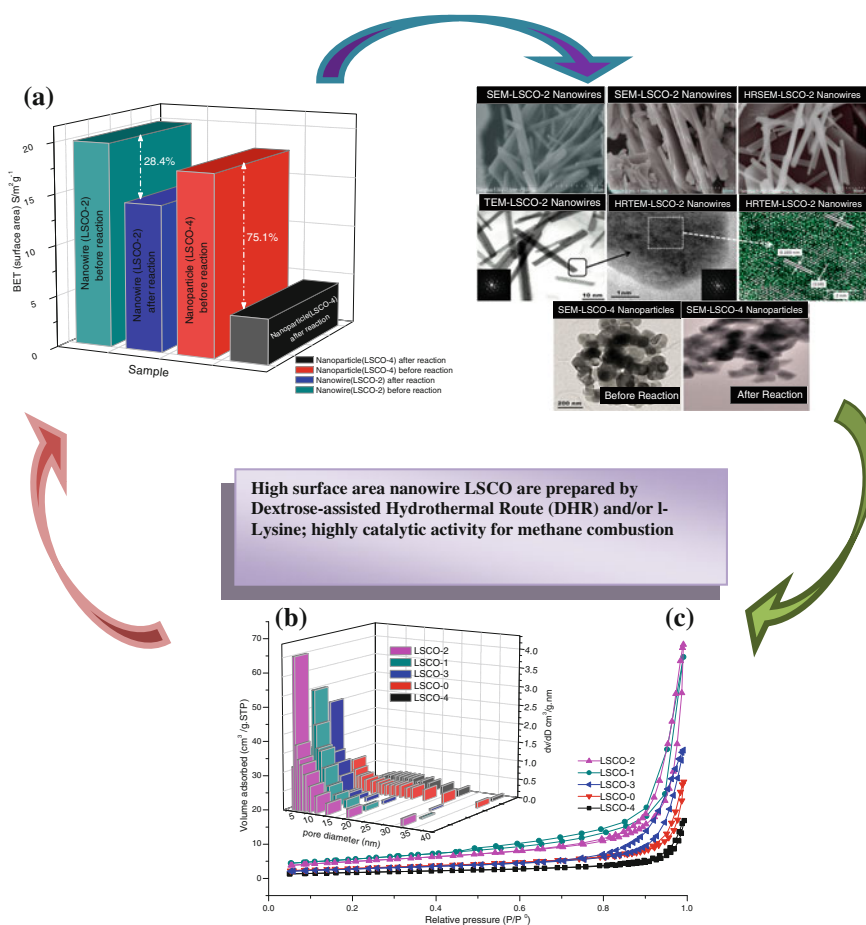 (a)
BET (surface area) S/m²g⁻¹
20
15
10
5
0
28.4%
75.1%
Nanowire (LSCO-2)
before reaction
Nanowire (LSCO-2)
after reaction
Nanoparticle (LSCO-4)
before reaction
Nanoparticle(LSCO-4)
after reaction
Sample
Nanoparticle(LSCO-4) after reaction
Nanoparticle(LSCO-4) before reaction
Nanowire(LSCO-2) after reaction
Nanowire(LSCO-2) before reaction
SEM-LSCO-2 Nanowires
SEM-LSCO-2 Nanowires
HRSEM-LSCO-2 Nanowires
TEM-LSCO-2 Nanowires
HRTEM-LSCO-2 Nanowires
HRTEM-LSCO-2 Nanowires
10 nm
1 nm
SEM-LSCO-4 Nanoparticles
SEM-LSCO-4 Nanoparticles
200 nm
Before Reaction
After Reaction
High surface area nanowire LSCO are prepared by
Dextrose-assisted Hydrothermal Route (DHR) and/or l-
Lysine; highly catalytic activity for methane combustion
(b)
LSCO-2
LSCO-1
LSCO-3
LSCO-0
LSCO-4
4.0
3.5
3.0
2.5
2.0
1.5
1.0
0.5
0.0
dv/dD cm³/g.nm
5
10
15
20
25
30
35
40
pore diameter (nm)
(c)
Volume adsorbed (cm³/g.STP)
70
60
50
40
30
20
10
0
LSCO-2
LSCO-1
LSCO-3
LSCO-0
LSCO-4
0.0
0.2
0.4
0.6
0.8
1.0
Relative pressure (P/P⁰)